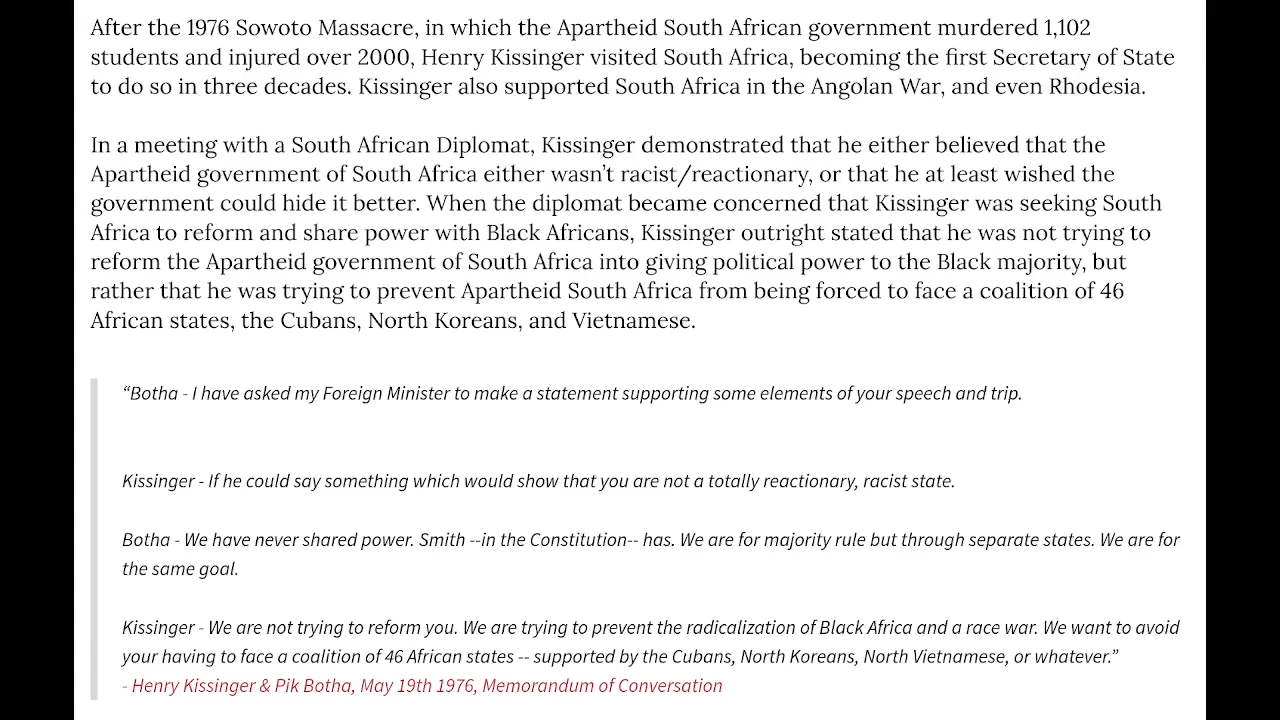 After the 1976 Sowoto Massacre, in which the Apartheid South African government murdered 1,102
students and injured over 2000, Henry Kissinger visited South Africa, becoming the first Secretary of State
to do so in three decades. Kissinger also supported South Africa in the Angolan War, and even Rhodesia.
In a meeting with a South African Diplomat, Kissinger demonstrated that he either believed that the
Apartheid government of South Africa either wasn’t racist/reactionary, or that he at least wished the
government could hide it better. When the diplomat became concerned that Kissinger was seeking South
Africa to reform and share power with Black Africans, Kissinger outright stated that he was not trying to
reform the Apartheid government of South Africa into giving political power to the Black majority, but
rather that he was trying to prevent Apartheid South Africa from being forced to face a coalition of 46
African states, the Cubans, North Koreans, and Vietnamese.
“Botha - I have asked my Foreign Minister to make a statement supporting some elements of your speech and trip.
Kissinger - If he could say something which would show that you are not a totally reactionary, racist state.
Botha - We have never shared power. Smith --in the Constitution-- has. We are for majority rule but through separate states. We are for
the same goal.
Kissinger - We are not trying to reform you. We are trying to prevent the radicalization of Black Africa and a race war. We want to avoid
your having to face a coalition of 46 African states -- supported by the Cubans, North Koreans, North Vietnamese, or whatever.”
- Henry Kissinger & Pik Botha, May 19th 1976, Memorandum of Conversation